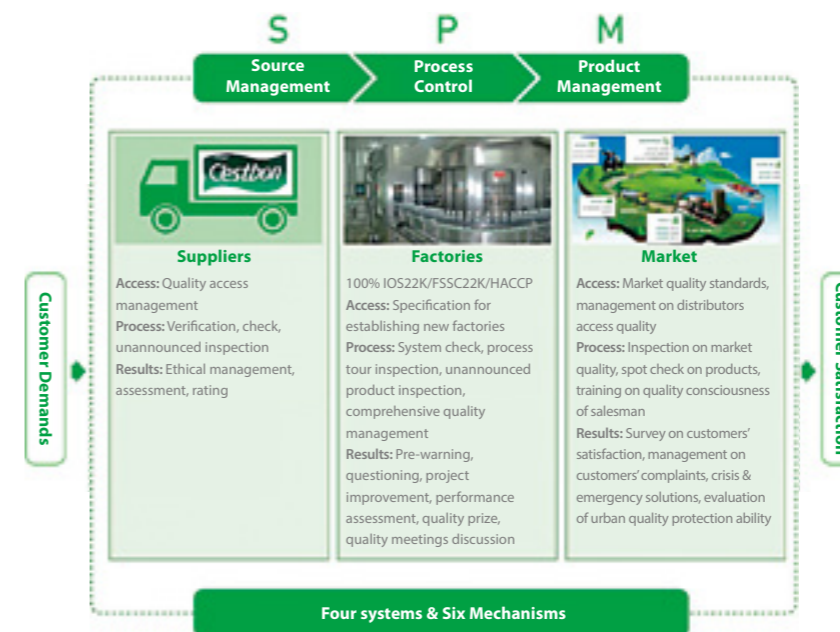 S P M
Source
Management
Process
Control
Product
Management
C'estbon
Suppliers
Access: Quality access
management
Process: Verification, check,
unannounced inspection
Results: Ethical management,
assessment, rating
Factories
100% IOS22K/FSSC22K/HACCP
Access: Specification for
establishing new factories
Process: System check, process
tour inspection, unannounced
product inspection,
comprehensive quality
management
Results: Pre-warning,
questioning, project
improvement, performance
assessment, quality prize,
quality meetings discussion
Market
Access: Market quality standards,
management on distributors
access quality
Process: Inspection on market
quality, spot check on products,
training on quality consciousness
of salesman
Results: Survey on customers'
satisfaction, management on
customers' complaints, crisis &
emergency solutions, evaluation
of urban quality protection ability
Customer Demands
Customer Satisfaction
Four systems & Six Mechanisms